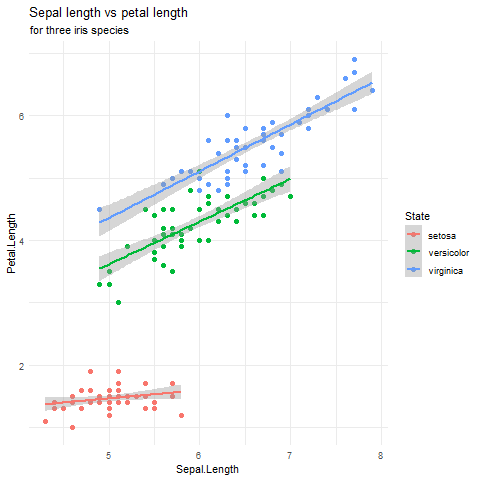 Sepal length vs petal length
for three iris species
6
4
2
Petal.Length
5
6
7
8
Sepal.Length
State
setosa
versicolor
virginica